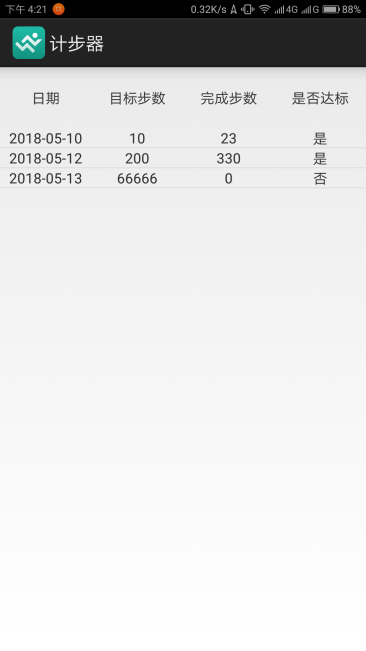 下午 4:21 0.32K/s 4G G 88%
计步器
日期 目标步数 完成步数 是否达标
2018-05-10 10 23 是
2018-05-12 200 330 是
2018-05-13 66666 0 否